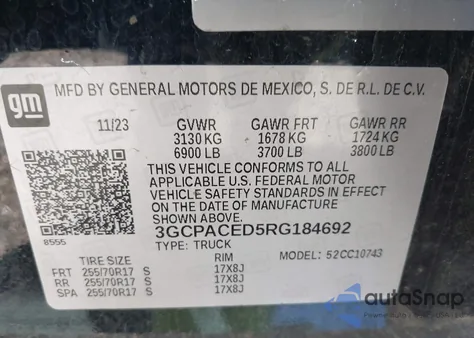 gm
MFD BY GENERAL MOTORS DE MEXICO, S. DE R.L. DE C.V.
11/23 GVWR GAWR FRT GAWR RR
3130 KG 1678 KG 1724 KG
6900 LB 3700 LB 3800 LB
THIS VEHICLE CONFORMS TO ALL
APPLICABLE U.S. FEDERAL MOTOR
VEHICLE SAFETY STANDARDS IN EFFECT
ON THE DATE OF MANUFACTURE
SHOWN ABOVE.
8555
3GCPACED5RG184692
TYPE: TRUCK
MODEL: 52CC10743
TIRE SIZE RIM
FRT 255/70R17 S 17X8J
RR 255/70R17 S 17X8J
SPA 255/70R17 S 17X8J
autoSnap